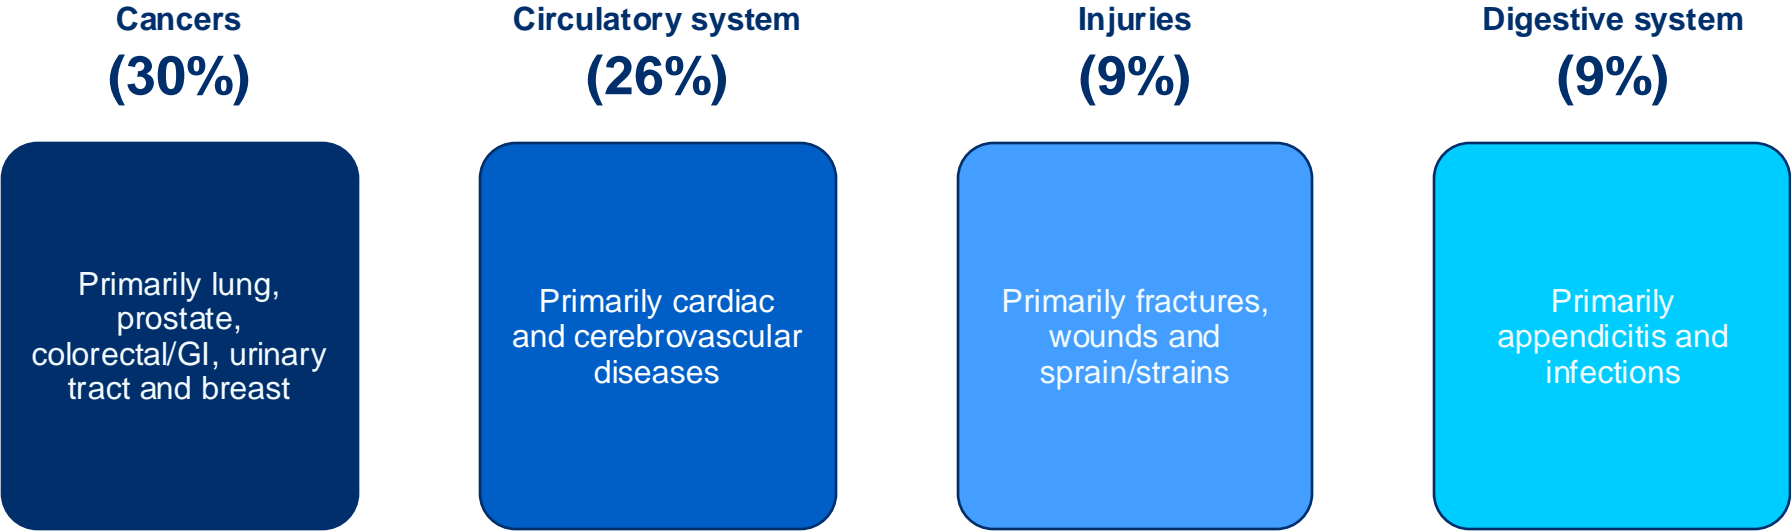 Cancers
(30%)
Primarily lung,
prostate,
colorectal/GI, urinary
tract and breast
Circulatory system
(26%)
Primarily cardiac
and cerebrovascular
diseases
Injuries
(9%)
Primarily fractures,
wounds and
sprain/strains
Digestive system
(9%)
Primarily
appendicitis and
infections